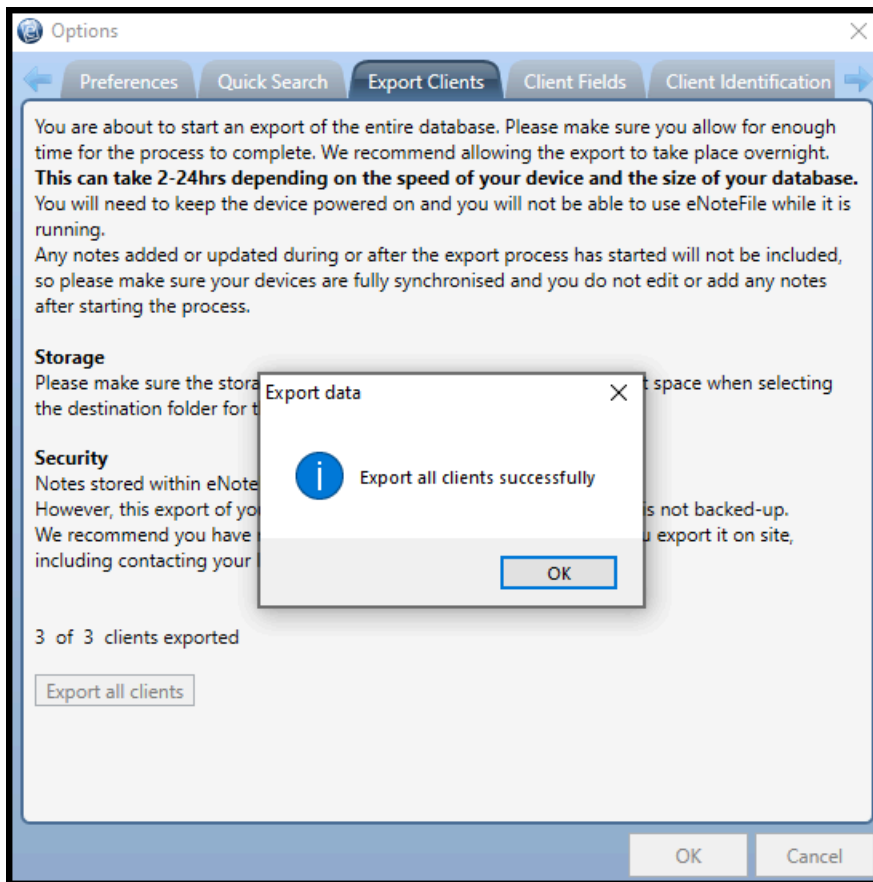 Options
Preferences
Quick Search
Export Clients
Client Fields
Client Identification
You are about to start an export of the entire database. Please make sure you allow for enough
time for the process to complete. We recommend allowing the export to take place overnight.
This can take 2-24hrs depending on the speed of your device and the size of your database.
You will need to keep the device powered on and you will not be able to use eNoteFile while it is
running.
Any notes added or updated during or after the export process has started will not be included,
so please make sure your devices are fully synchronised and you do not edit or add any notes
after starting the process.
Storage
Please make sure the space when selecting
the destination folder for
Security
Notes stored within
However, this export of is not backed-up.
We recommend you have export it on site,
including contacting your
Export data
Export all clients successfully
OK
3 of 3 clients exported
Export all clients
OK
Cancel